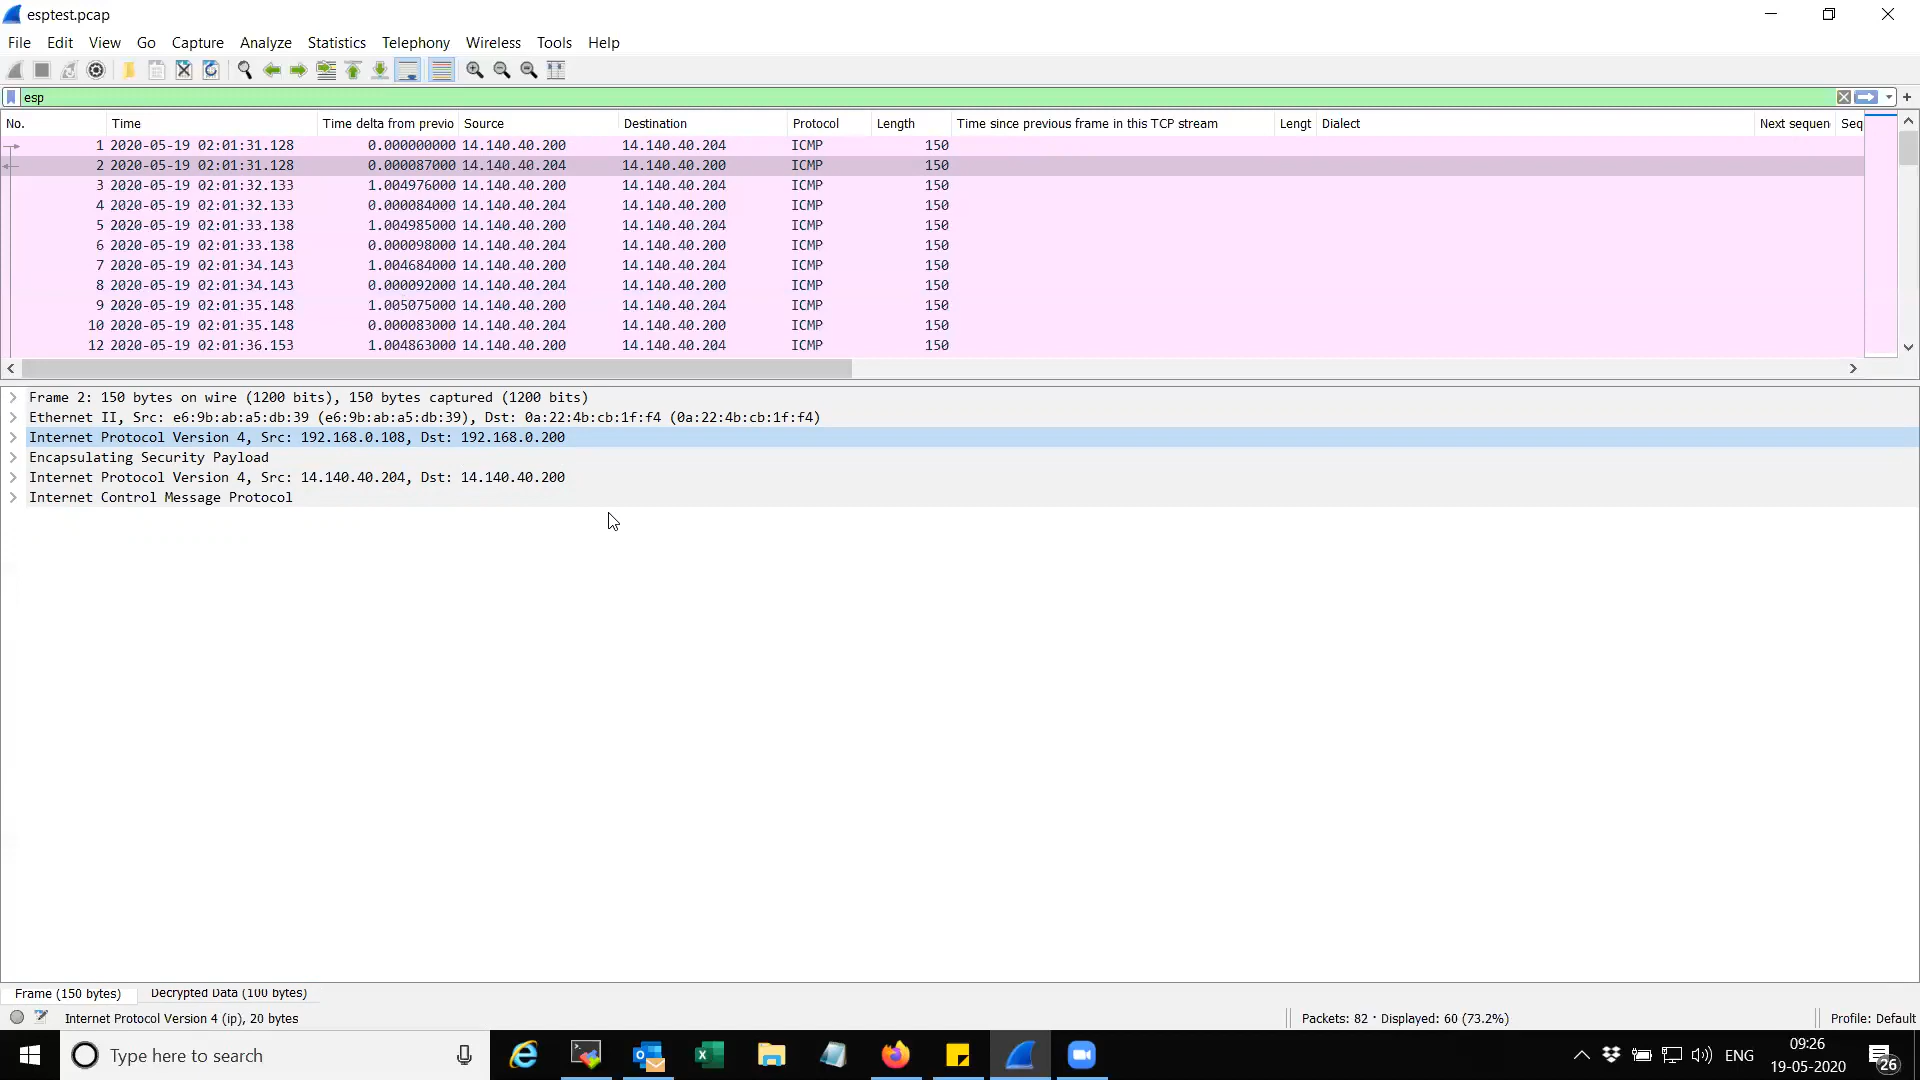 esptest.pcap
File Edit View Go Capture Analyze Statistics Telephony Wireless Tools Help
esp
No. Time Time delta from previo Source Destination Protocol Length Time since previous frame in this TCP stream Lengt Dialect Next sequen Seq
1 2020-05-19 02:01:31.128 0.000000000 14.140.40.200 14.140.40.204 ICMP 150
2 2020-05-19 02:01:31.128 0.000087000 14.140.40.204 14.140.40.200 ICMP 150
3 2020-05-19 02:01:32.133 1.004976000 14.140.40.200 14.140.40.204 ICMP 150
4 2020-05-19 02:01:32.133 0.000084000 14.140.40.204 14.140.40.200 ICMP 150
5 2020-05-19 02:01:33.138 1.004985000 14.140.40.200 14.140.40.204 ICMP 150
6 2020-05-19 02:01:33.138 0.000098000 14.140.40.204 14.140.40.200 ICMP 150
7 2020-05-19 02:01:34.143 1.004684000 14.140.40.200 14.140.40.204 ICMP 150
8 2020-05-19 02:01:34.143 0.000092000 14.140.40.204 14.140.40.200 ICMP 150
9 2020-05-19 02:01:35.148 1.005075000 14.140.40.200 14.140.40.204 ICMP 150
10 2020-05-19 02:01:35.148 0.000083000 14.140.40.204 14.140.40.200 ICMP 150
12 2020-05-19 02:01:36.153 1.004863000 14.140.40.200 14.140.40.204 ICMP 150
Frame 2: 150 bytes on wire (1200 bits), 150 bytes captured (1200 bits)
Ethernet II, Src: e6:9b:ab:a5:db:39 (e6:9b:ab:a5:db:39), Dst: 0a:22:4b:cb:1f:f4 (0a:22:4b:cb:1f:f4)
Internet Protocol Version 4, Src: 192.168.0.108, Dst: 192.168.0.200
Encapsulating Security Payload
Internet Protocol Version 4, Src: 14.140.40.204, Dst: 14.140.40.200
Internet Control Message Protocol
Frame (150 bytes) Decrypted Data (100 bytes)
Internet Protocol Version 4 (ip), 20 bytes Packets: 82 · Displayed: 60 (73.2%) Profile: Default
Type here to search ENG 09:26
19-05-2020 26